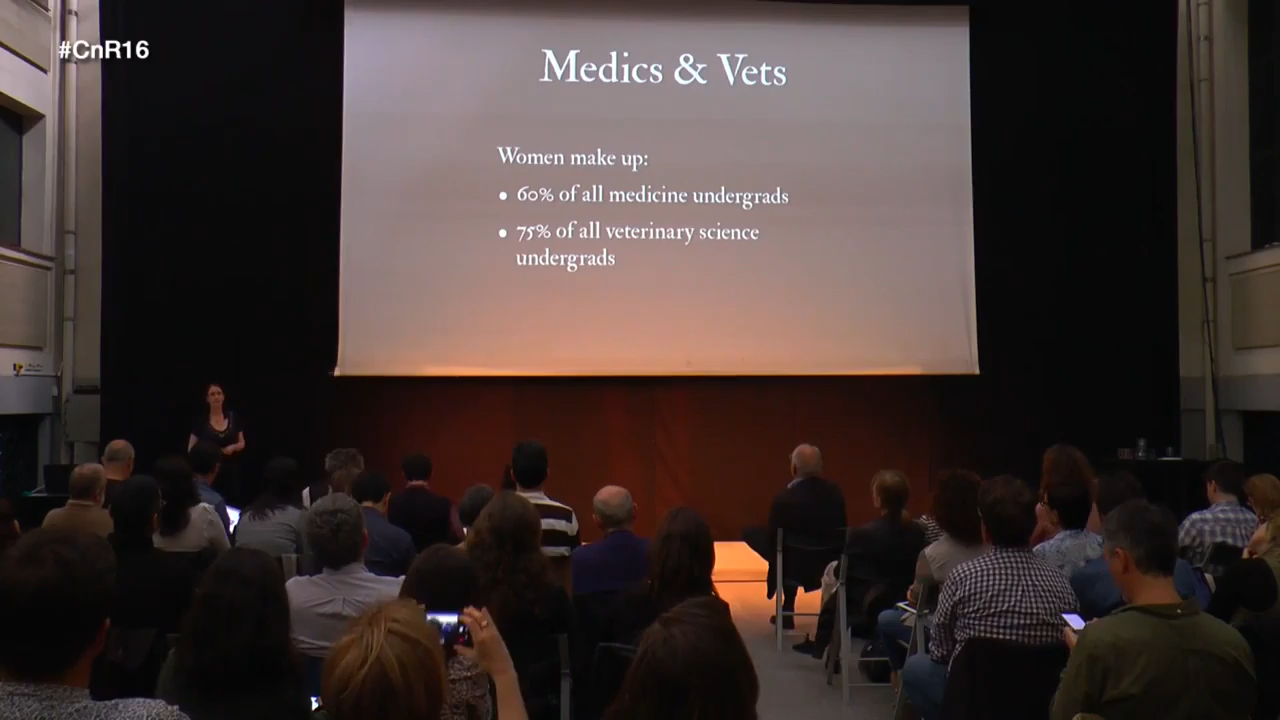 #CnR16
Medics & Vets
Women make up:
• 60% of all medicine undergrads
• 75% of all veterinary science
undergrads